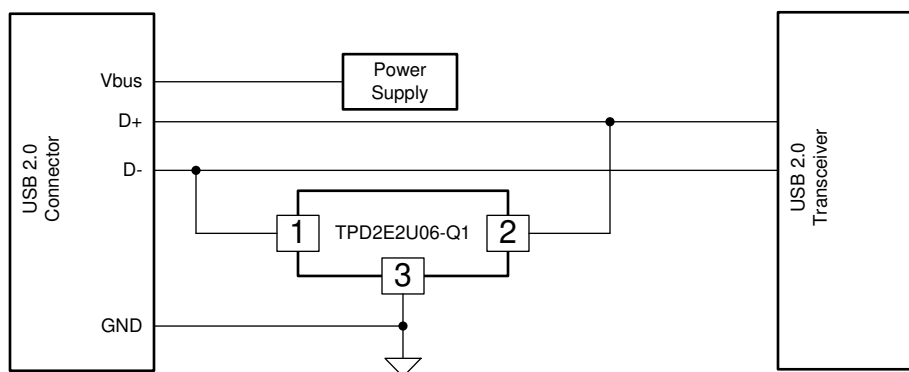 USB 2.0
Connector
Vbus
D+
D-
GND
Power
Supply
1
TPD2E2U06-Q1
2
3
USB 2.0
Transceiver